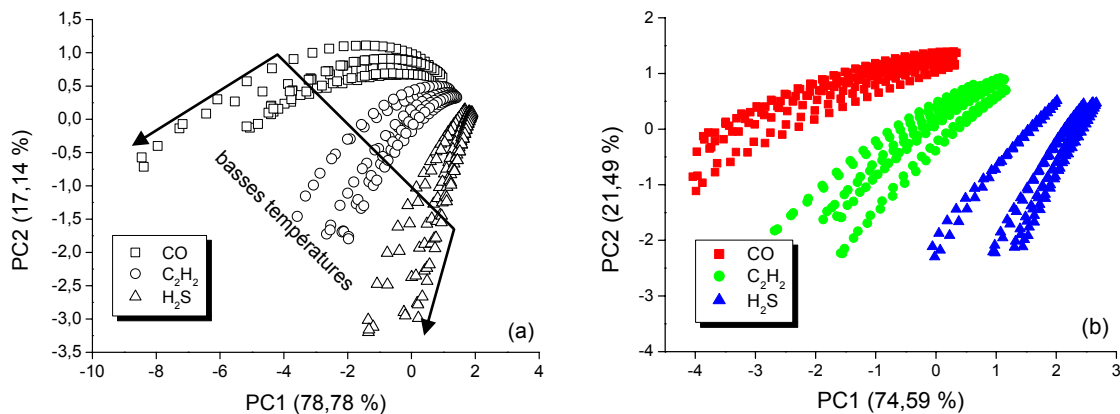 1,5
1,0
0,5
0,0
-0,5
-1,0
-1,5
-2,0
-2,5
-3,0
-3,5
PC2 (17,14 %)
basses températures
CO
C₂H₂
H₂S
(a)
-10 -8 -6 -4 -2 0 2 4
PC1 (78,78 %)
2
1
0
-1
-2
-3
-4
PC2 (21,49 %)
CO
C₂H₂
H₂S
(b)
-4 -3 -2 -1 0 1 2 3
PC1 (74,59 %)